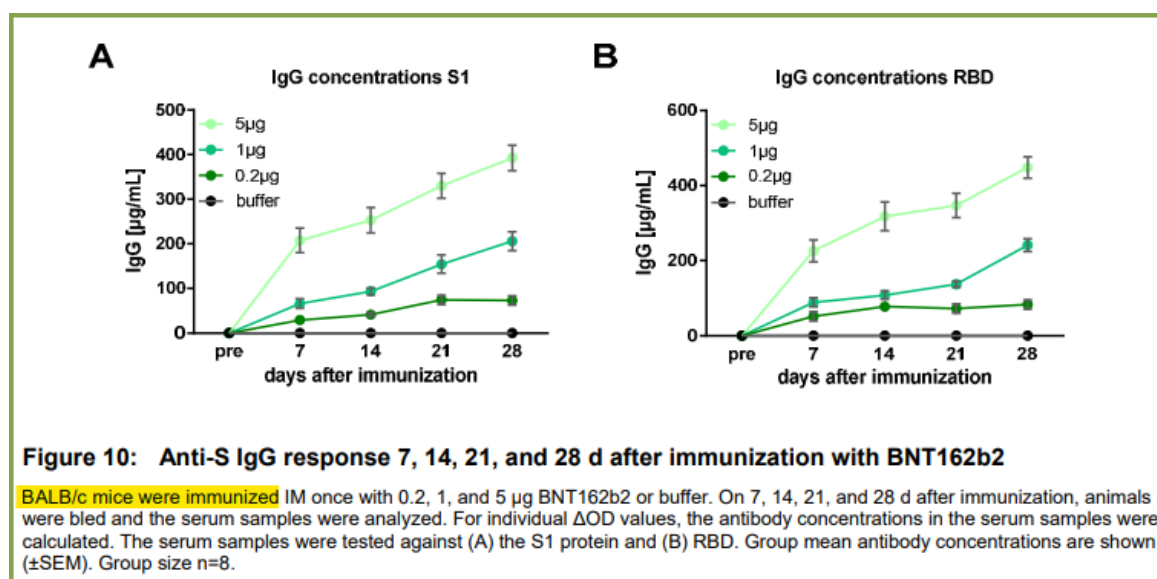 A
IgG concentrations S1
500
400
300
200
100
0
IgG [µg/mL]
5µg
1µg
0.2µg
buffer
pre 7 14 21 28
days after immunization
B
IgG concentrations RBD
600
400
200
0
IgG [µg/mL]
5µg
1µg
0.2µg
buffer
pre 7 14 21 28
days after immunization
Figure 10: Anti-S IgG response 7, 14, 21, and 28 d after immunization with BNT162b2
BALB/c mice were immunized IM once with 0.2, 1, and 5 µg BNT162b2 or buffer. On 7, 14, 21, and 28 d after immunization, animals
were bled and the serum samples were analyzed. For individual ΔOD values, the antibody concentrations in the serum samples were
calculated. The serum samples were tested against (A) the S1 protein and (B) RBD. Group mean antibody concentrations are shown
(±SEM). Group size n=8.